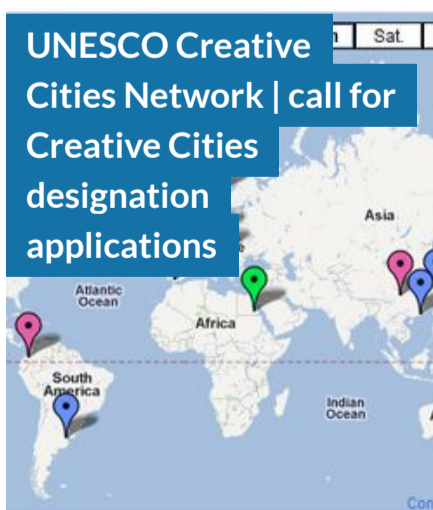 UNESCO Creative
Sat.
Cities Network | call for
Creative Cities
designation
applications
Asia
Atlantic
Ocean
Africa
South
America
Indian
Ocean